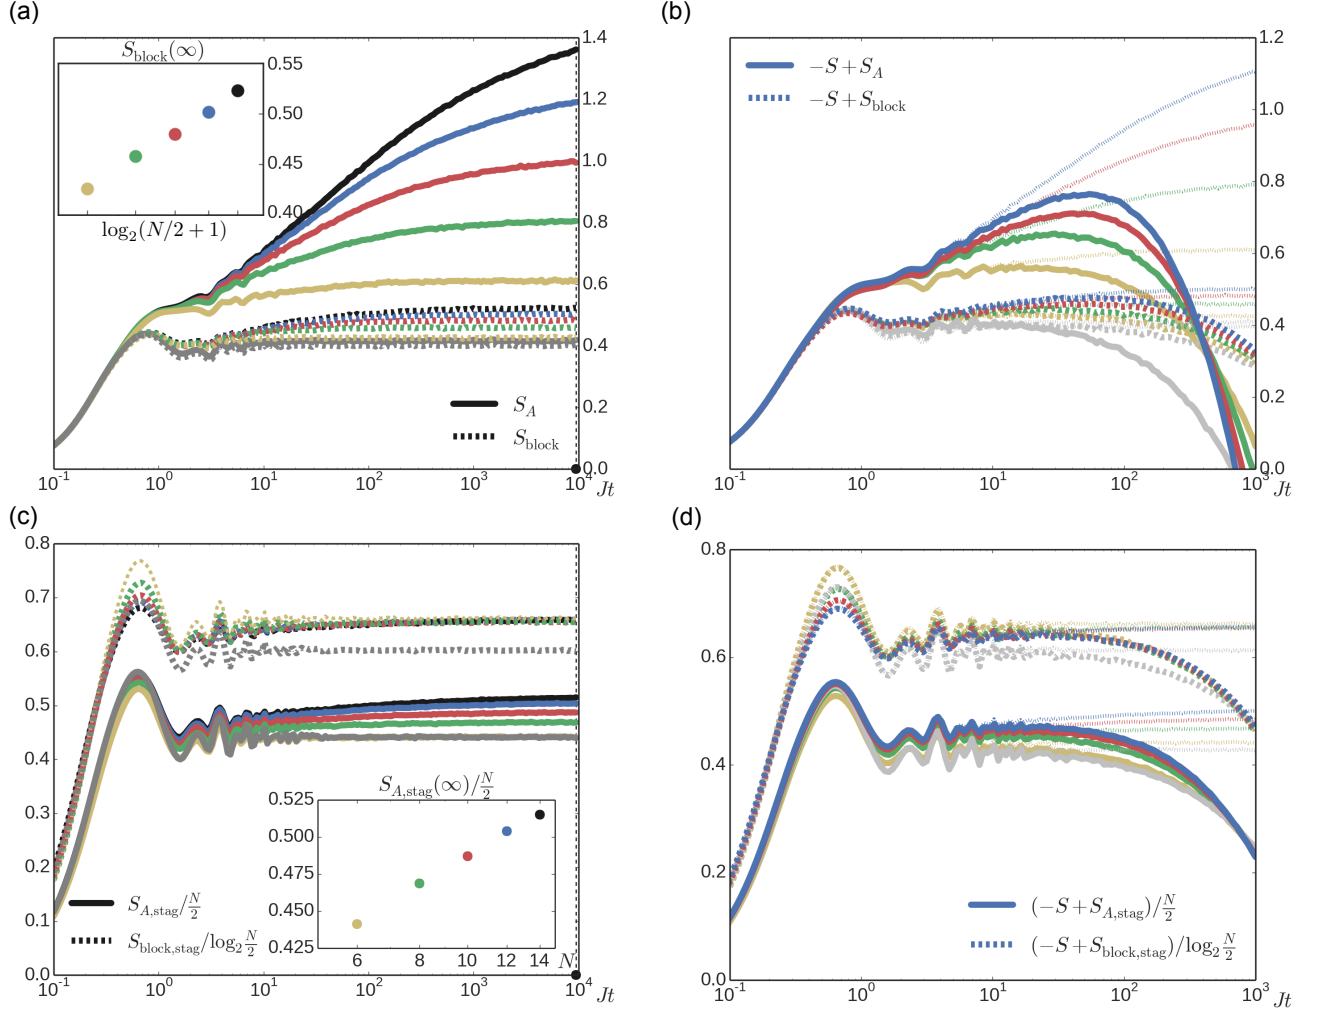 (a)
S_block(∞)
0.55
0.50
0.45
0.40
log₂(N/2 + 1)
1.4
1.2
1.0
0.8
0.6
0.4
0.2
0.0
S_A
S_block
10⁻¹ 10⁰ 10¹ 10² 10³ 10⁴
Jt
(b)
−S + S_A
−S + S_block
1.2
1.0
0.8
0.6
0.4
0.2
0.0
10⁻¹ 10⁰ 10¹ 10² 10³
Jt
(c)
0.8
0.7
0.6
0.5
0.4
0.3
0.2
0.1
0.0
S_A,stag/N/2
S_block,stag/log₂ N/2
S_A,stag(∞)/N/2
0.525
0.500
0.475
0.450
0.425
6 8 10 12 14 N
10⁻¹ 10⁰ 10¹ 10² 10³ 10⁴
Jt
(d)
0.8
0.6
0.4
0.2
0.0
(−S + S_A,stag)/N/2
(−S + S_block,stag)/log₂ N/2
10⁻¹ 10⁰ 10¹ 10² 10³
Jt